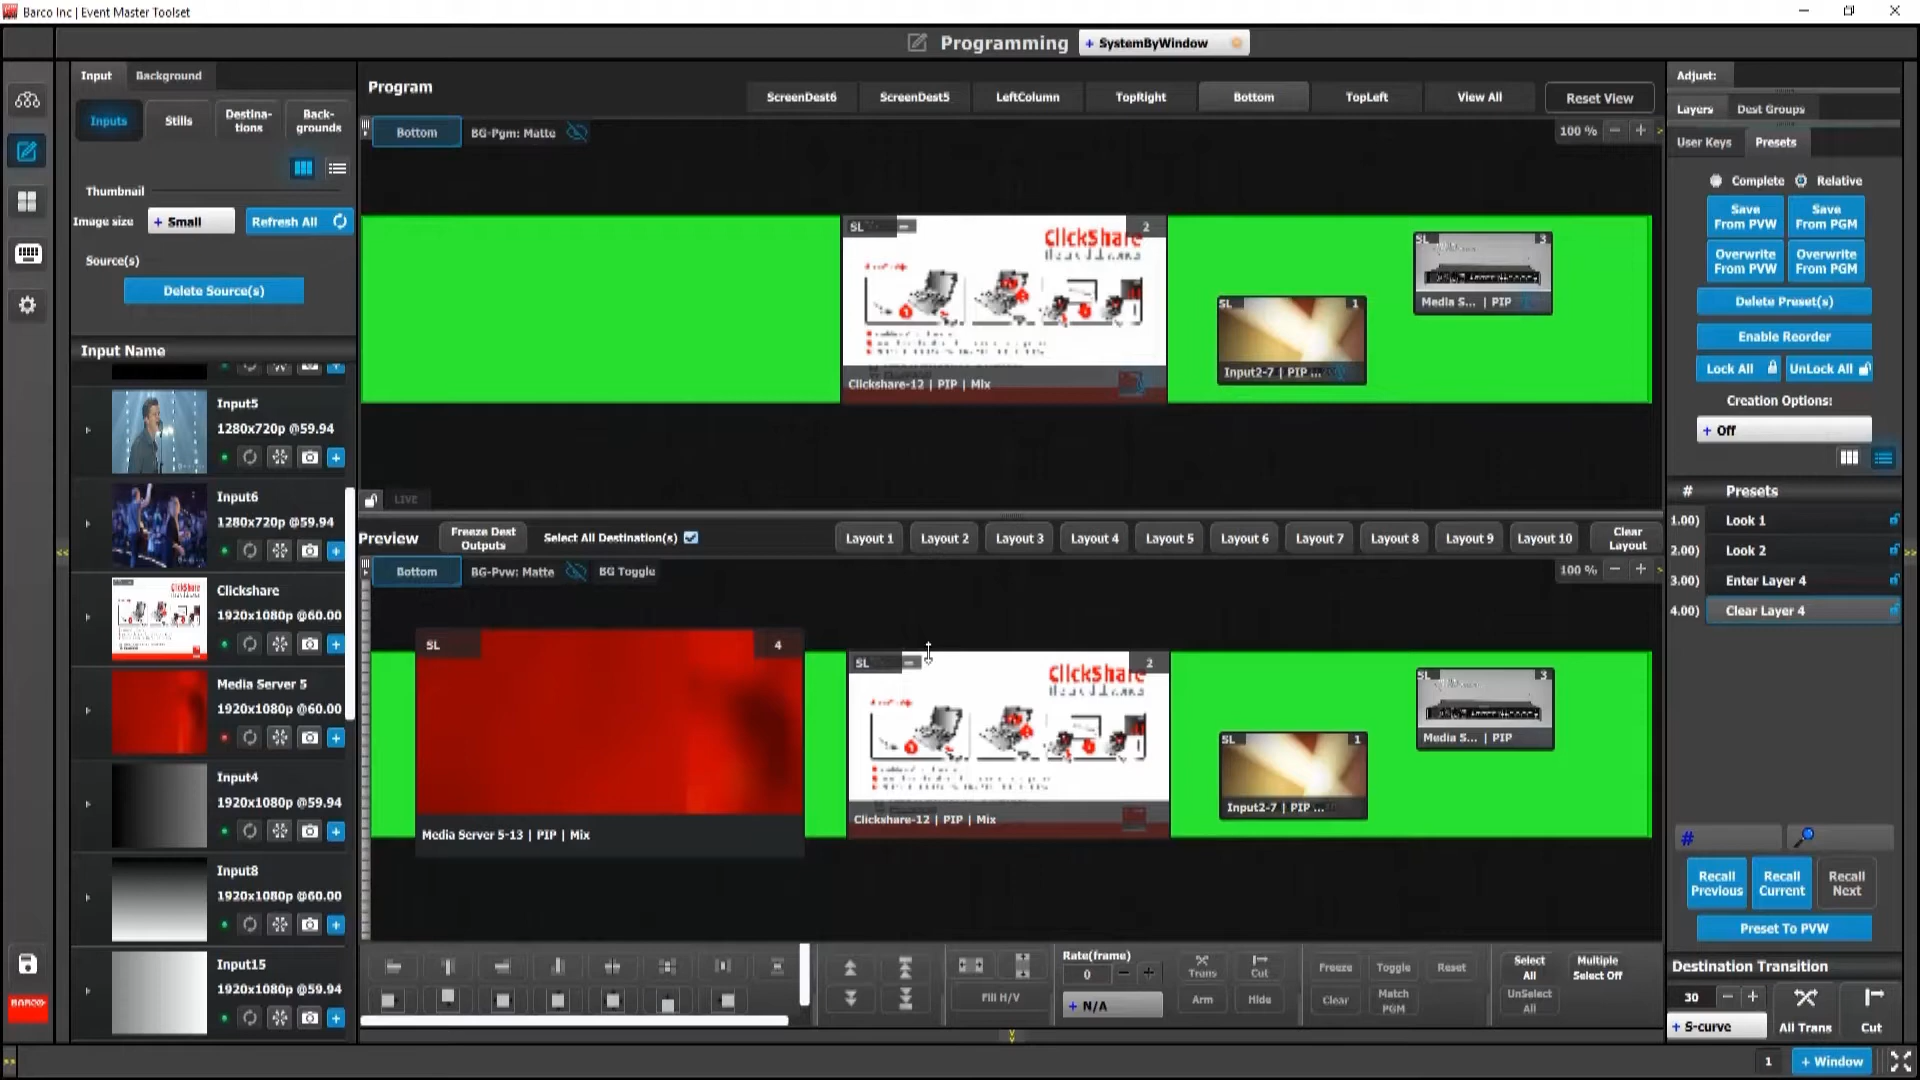 Barco Inc | Event Master Toolset
Programming
+ SystemByWindow
Input
Background
Inputs
Stills
Destina-
tions
Back-
grounds
Thumbnail
Image size
+ Small
Refresh All
Source(s)
Delete Source(s)
Input Name
Input5
1280x720p @59.94
Input6
1280x720p @59.94
Clickshare
1920x1080p @60.00
Media Server 5
1920x1080p @60.00
Input4
1920x1080p @59.94
Input8
1920x1080p @60.00
Input15
1920x1080p @59.94
BARCO
Program
ScreenDest6
ScreenDest5
LeftColumn
TopRight
Bottom
TopLeft
View All
Reset View
Bottom
BG-Pgm: Matte
100 %
SL
2
ClickShare
Clickshare-12 | PIP | Mix
SL
1
Input2-7 | PIP ...
SL
3
Media S... | PIP
LIVE
Preview
Freeze Dest
Outputs
Select All Destination(s)
Layout 1
Layout 2
Layout 3
Layout 4
Layout 5
Layout 6
Layout 7
Layout 8
Layout 9
Layout 10
Clear
Layout
Bottom
BG-Pvw: Matte
BG Toggle
100 %
SL
4
Media Server 5-13 | PIP | Mix
SL
2
ClickShare
Clickshare-12 | PIP | Mix
SL
1
Input2-7 | PIP ...
SL
3
Media S... | PIP
Fill H/V
Rate(frame)
0
+ N/A
Trans
Cut
Arm
Hide
Freeze
Toggle
Reset
Clear
Match
PGM
Select
All
Multiple
Select Off
UnSelect
All
Adjust:
Layers
Dest Groups
User Keys
Presets
Complete
Relative
Save
From PVW
Save
From PGM
Overwrite
From PVW
Overwrite
From PGM
Delete Preset(s)
Enable Reorder
Lock All
UnLock All
Creation Options:
+ Off
# Presets
1.00) Look 1
2.00) Look 2
3.00) Enter Layer 4
4.00) Clear Layer 4
#
Recall
Previous
Recall
Current
Recall
Next
Preset To PVW
Destination Transition
30
+ S-curve
All Trans
Cut
1
+ Window